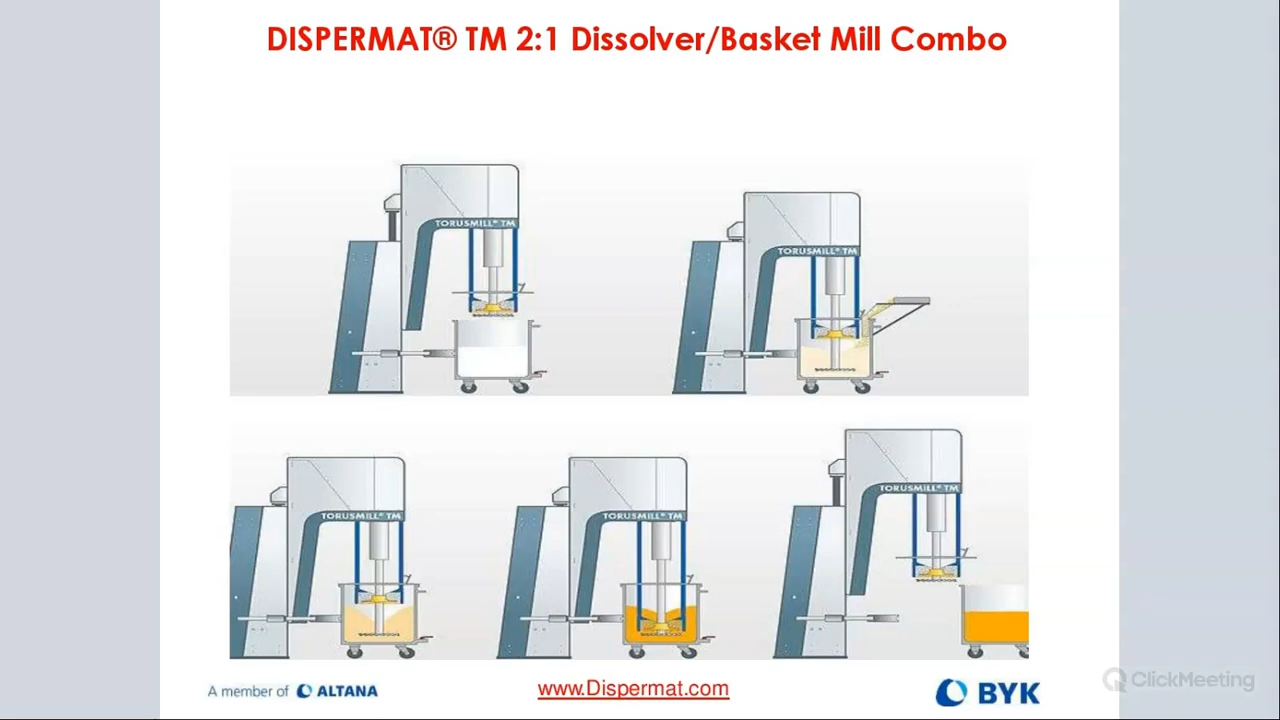 DISPERMAT® TM 2:1 Dissolver/Basket Mill Combo
TORUSMILL® TM
TORUSMILL® TM
TORUSMILL® TM
TORUSMILL® TM
TORUSMILL® TM
A member of ALTANA
www.Dispermat.com
BYK
ClickMeeting